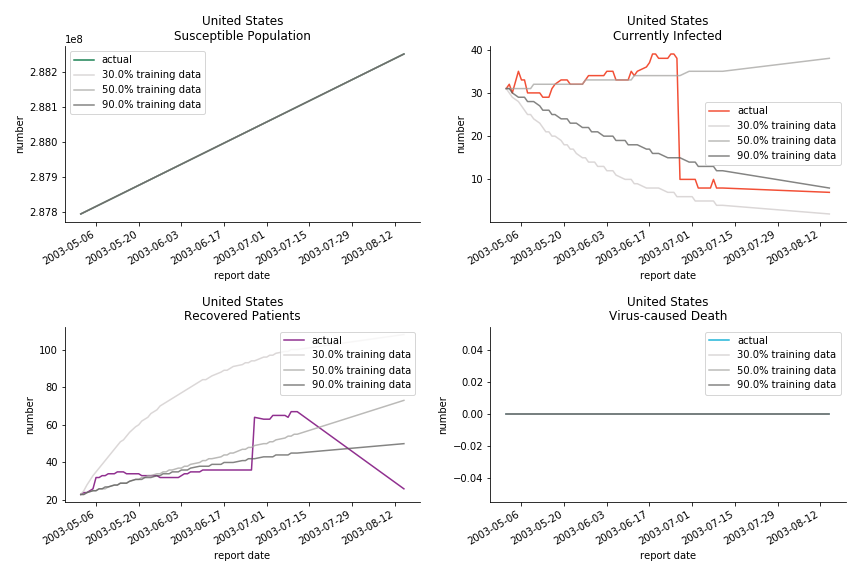 United States
Susceptible Population
1e8
2.882
2.881
2.880
2.879
2.878
number
actual
30.0% training data
50.0% training data
90.0% training data
2003-05-06
2003-05-20
2003-06-03
2003-06-17
2003-07-01
2003-07-15
2003-07-29
2003-08-12
report date
United States
Currently Infected
40
30
20
10
number
actual
30.0% training data
50.0% training data
90.0% training data
2003-05-06
2003-05-20
2003-06-03
2003-06-17
2003-07-01
2003-07-15
2003-07-29
2003-08-12
report date
United States
Recovered Patients
100
80
60
40
20
number
actual
30.0% training data
50.0% training data
90.0% training data
2003-05-06
2003-05-20
2003-06-03
2003-06-17
2003-07-01
2003-07-15
2003-07-29
2003-08-12
report date
United States
Virus-caused Death
0.04
0.02
0.00
−0.02
−0.04
number
actual
30.0% training data
50.0% training data
90.0% training data
2003-05-06
2003-05-20
2003-06-03
2003-06-17
2003-07-01
2003-07-15
2003-07-29
2003-08-12
report date